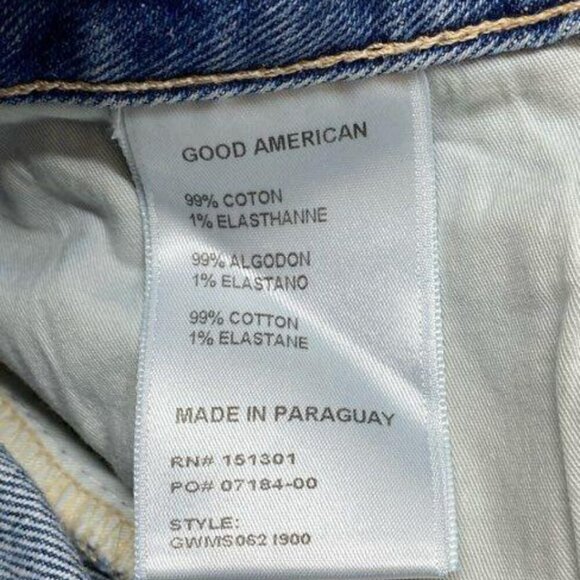 GOOD AMERICAN
99% COTON
1% ELASTHANNE
99% ALGODON
1% ELASTANO
99% COTTON
1% ELASTANE
MADE IN PARAGUAY
RN# 151301
PO# 07184-00
STYLE:
GWMS062 I900